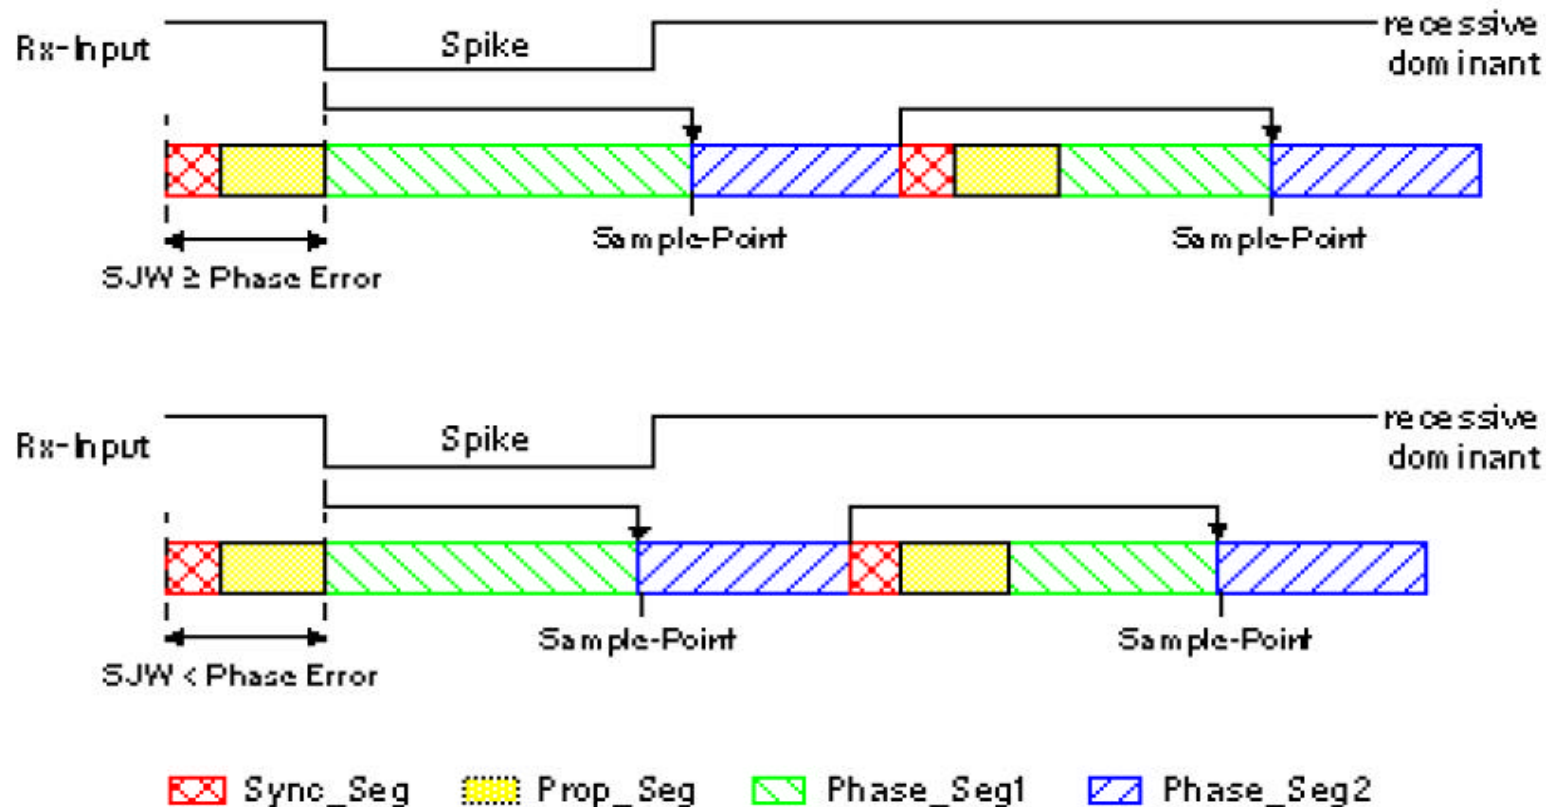 recessive
Rx-Input
Spike
dominant
Sample-Point
Sample-Point
SJW ≥ Phase Error
recessive
Rx-Input
Spike
dominant
Sample-Point
Sample-Point
SJW < Phase Error
Sync_Seg
Prop_Seg
Phase_Seg1
Phase_Seg2